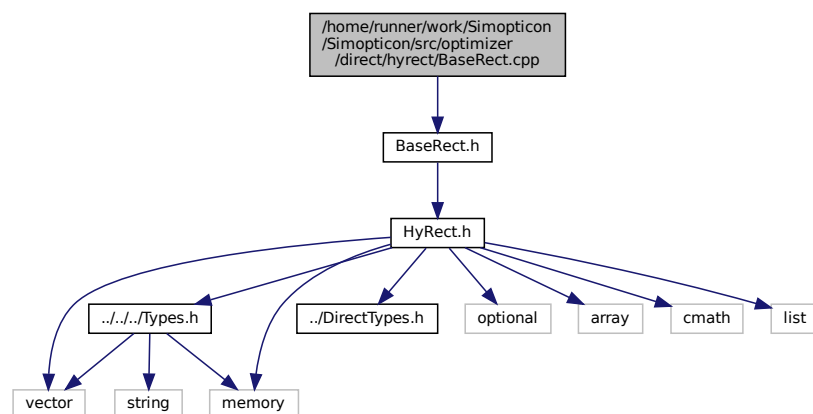 /home/runner/work/Simopticon
/Simopticon/src/optimizer
/direct/hyrect/BaseRect.cpp
BaseRect.h
HyRect.h
../../../Types.h
../DirectTypes.h
optional
array
cmath
list
vector
string
memory